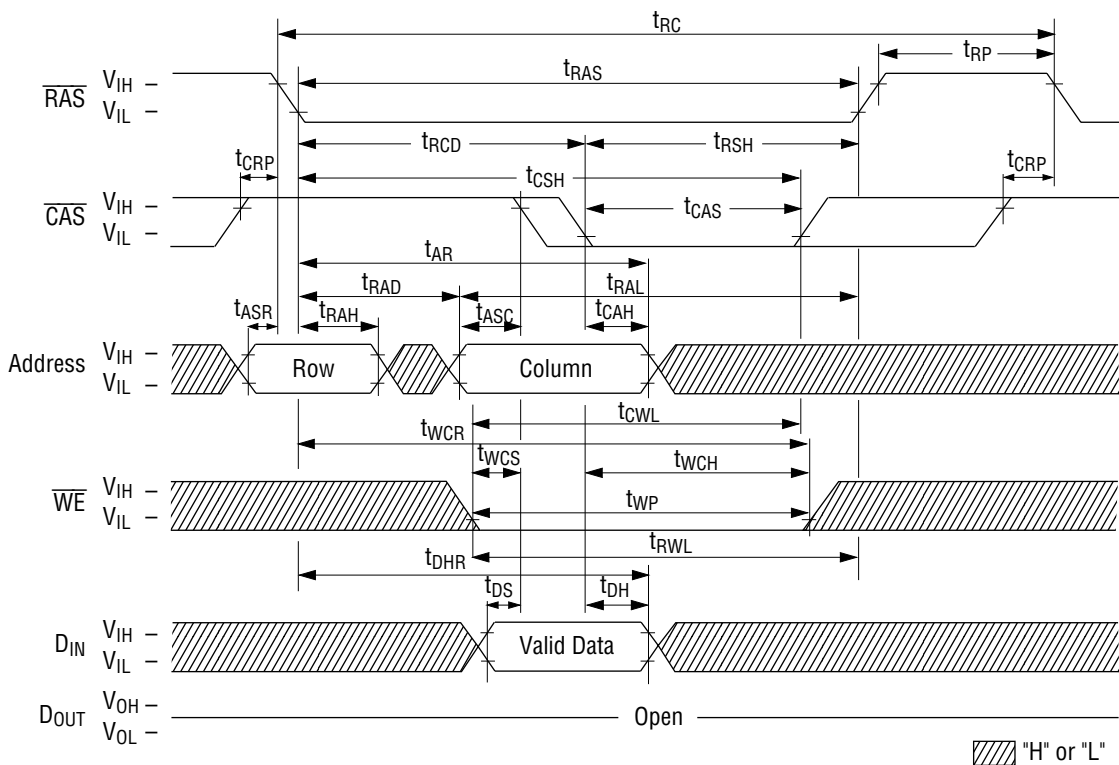 tRC
tRP
tRAS
RAS VIH –
VIL –
tRCD tRSH
tCRP tCSH tCRP
CAS VIH –
VIL –
tCAS
tAR
tRAD tRAL
tASR tRAH tASC tCAH
Address VIH –
VIL –
Row Column
tCWL
tWCR
tWCS tWCH
WE VIH –
VIL –
tWP
tRWL
tDHR
tDS tDH
DIN VIH –
VIL –
Valid Data
DOUT VOH –
VOL –
Open
"H" or "L"